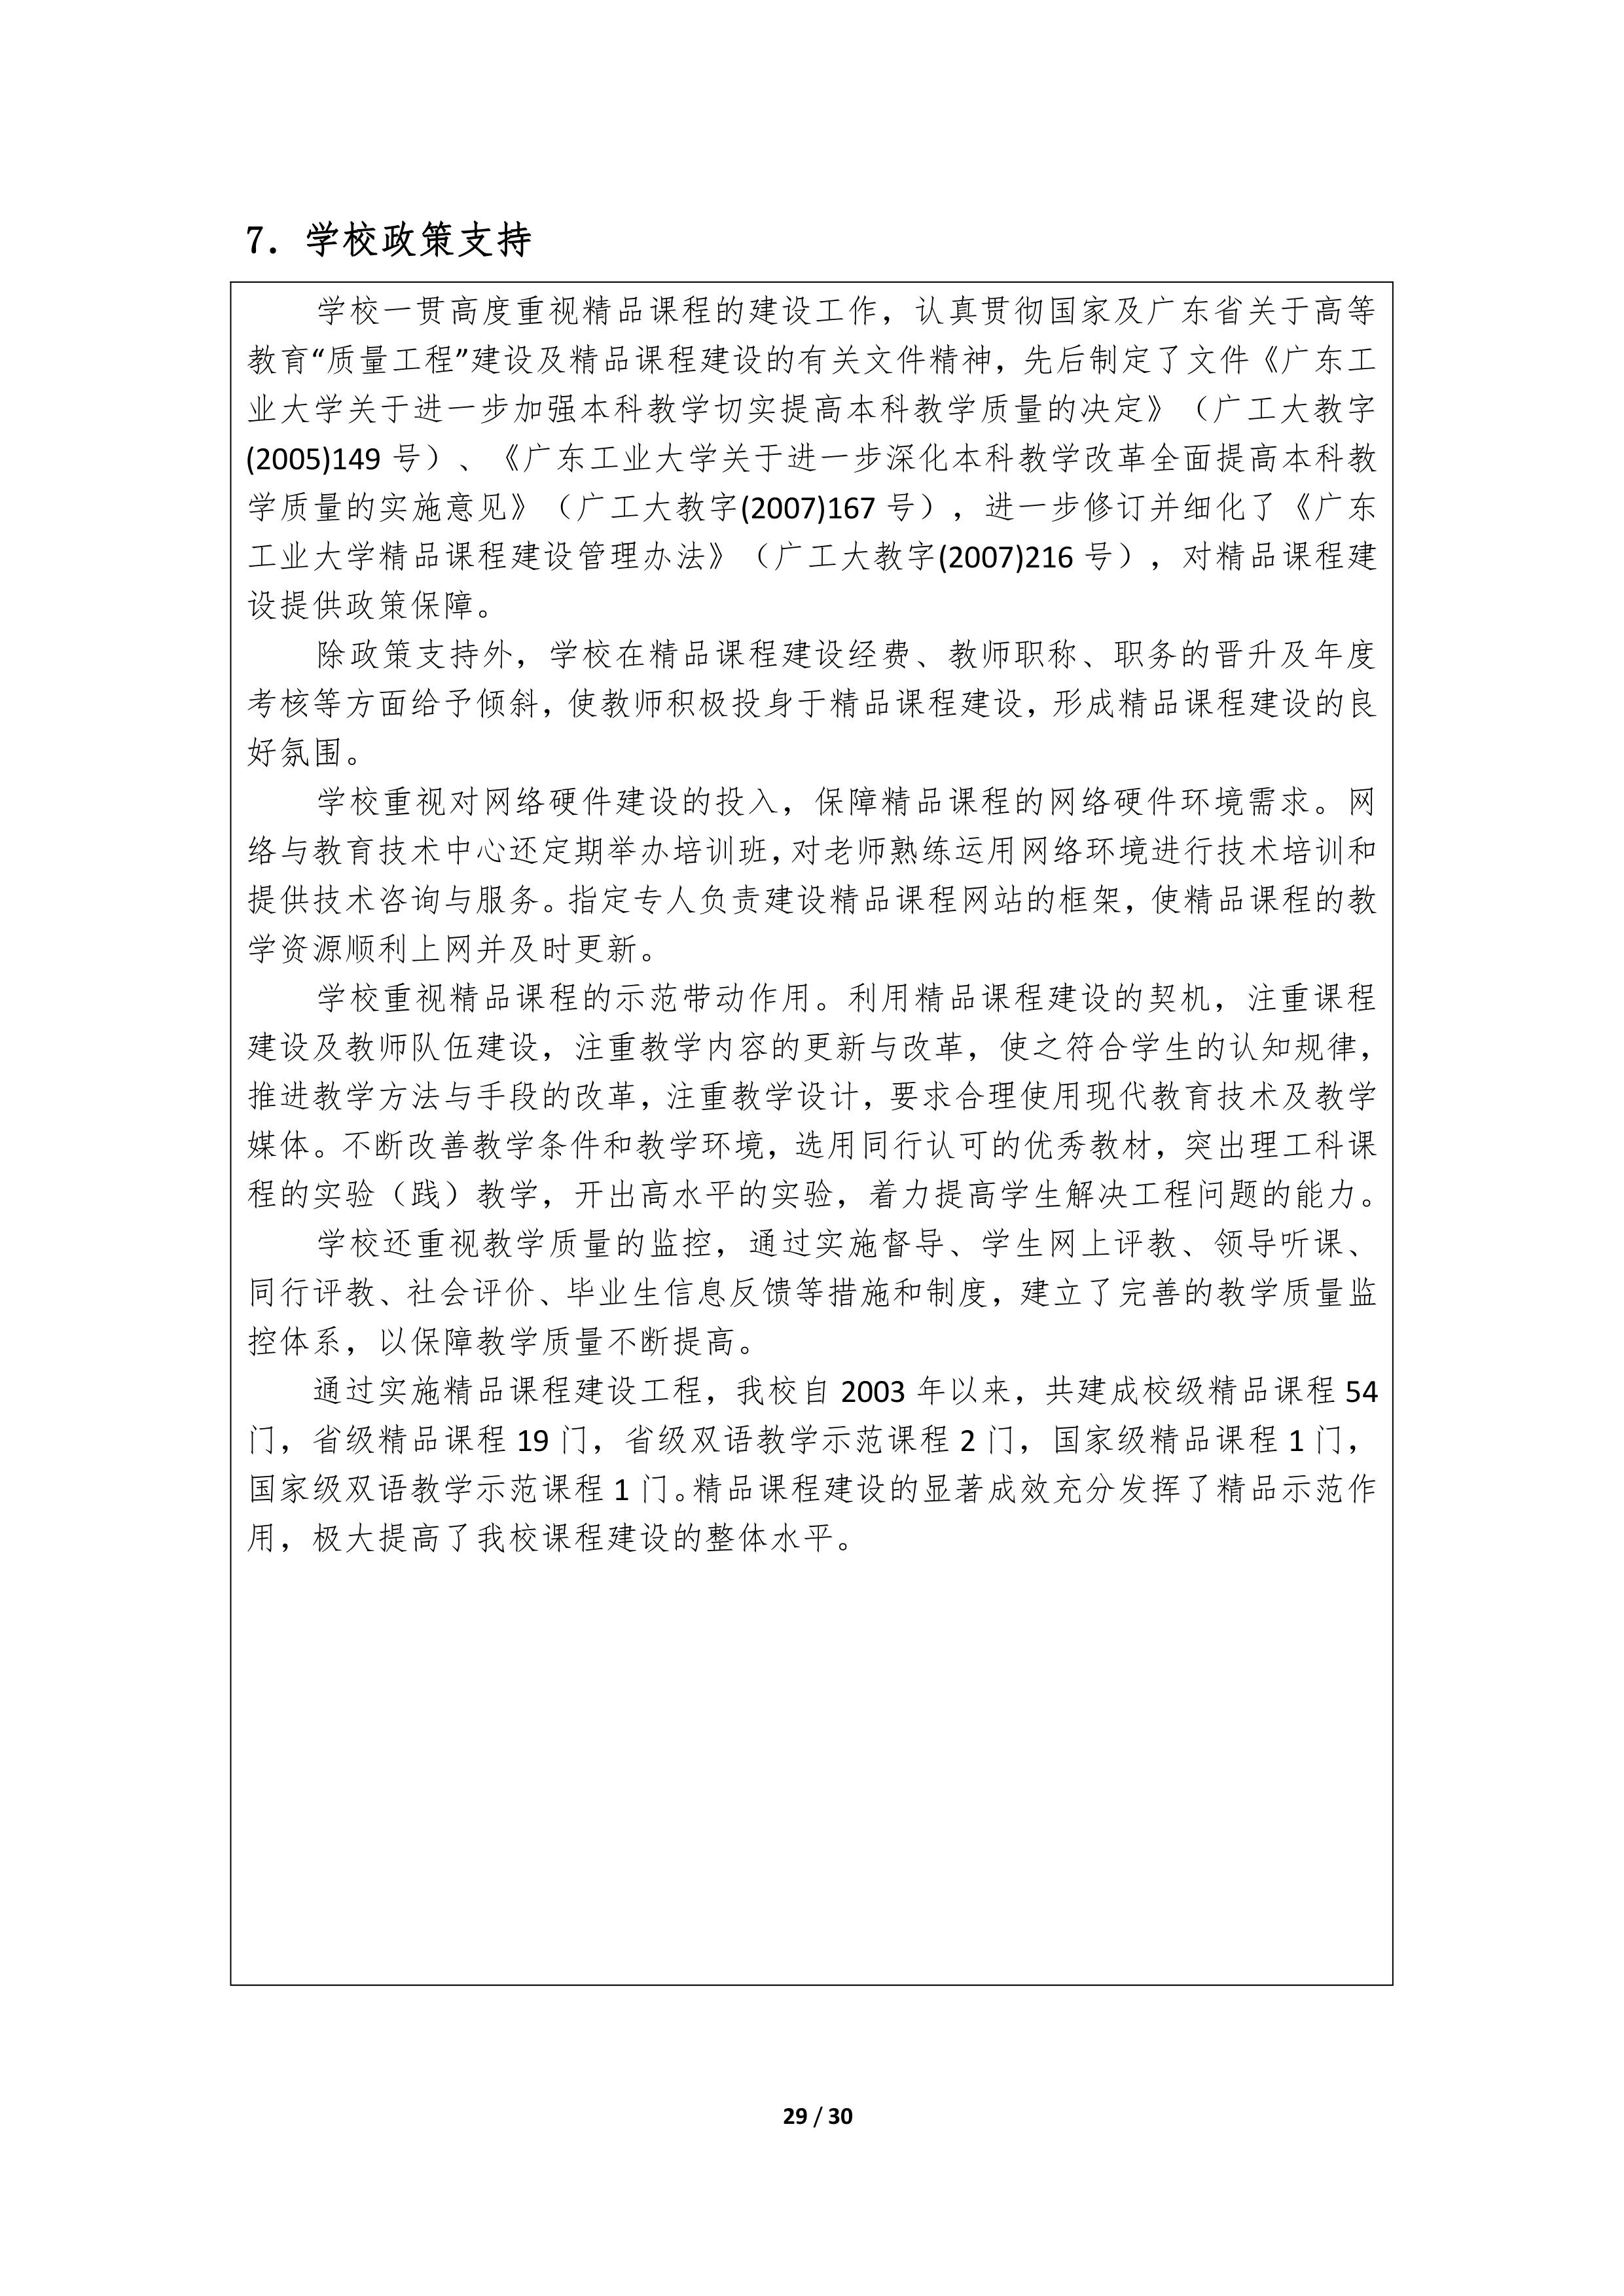 7．学校政策支持
学校一贯高度重视精品课程的建设工作，认真贯彻国家及广东省关于高等
教育“质量工程”建设及精品课程建设的有关文件精神，先后制定了文件《广东工
业大学关于进一步加强本科教学切实提高本科教学质量的决定》（广工大教字
(2005)149 号）、《广东工业大学关于进一步深化本科教学改革全面提高本科教
学质量的实施意见》（广工大教字(2007)167 号），进一步修订并细化了《广东
工业大学精品课程建设管理办法》（广工大教字(2007)216 号），对精品课程建
设提供政策保障。
除政策支持外，学校在精品课程建设经费、教师职称、职务的晋升及年度
考核等方面给予倾斜，使教师积极投身于精品课程建设，形成精品课程建设的良
好氛围。
学校重视对网络硬件建设的投入，保障精品课程的网络硬件环境需求。网
络与教育技术中心还定期举办培训班，对老师熟练运用网络环境进行技术培训和
提供技术咨询与服务。指定专人负责建设精品课程网站的框架，使精品课程的教
学资源顺利上网并及时更新。
学校重视精品课程的示范带动作用。利用精品课程建设的契机，注重课程
建设及教师队伍建设，注重教学内容的更新与改革，使之符合学生的认知规律，
推进教学方法与手段的改革，注重教学设计，要求合理使用现代教育技术及教学
媒体。不断改善教学条件和教学环境，选用同行认可的优秀教材，突出理工科课
程的实验（践）教学，开出高水平的实验，着力提高学生解决工程问题的能力。
学校还重视教学质量的监控，通过实施督导、学生网上评教、领导听课、
同行评教、社会评价、毕业生信息反馈等措施和制度，建立了完善的教学质量监
控体系，以保障教学质量不断提高。
通过实施精品课程建设工程，我校自 2003 年以来，共建成校级精品课程 54
门，省级精品课程 19 门，省级双语教学示范课程 2 门，国家级精品课程 1 门，
国家级双语教学示范课程 1 门。精品课程建设的显著成效充分发挥了精品示范作
用，极大提高了我校课程建设的整体水平。
29 / 30